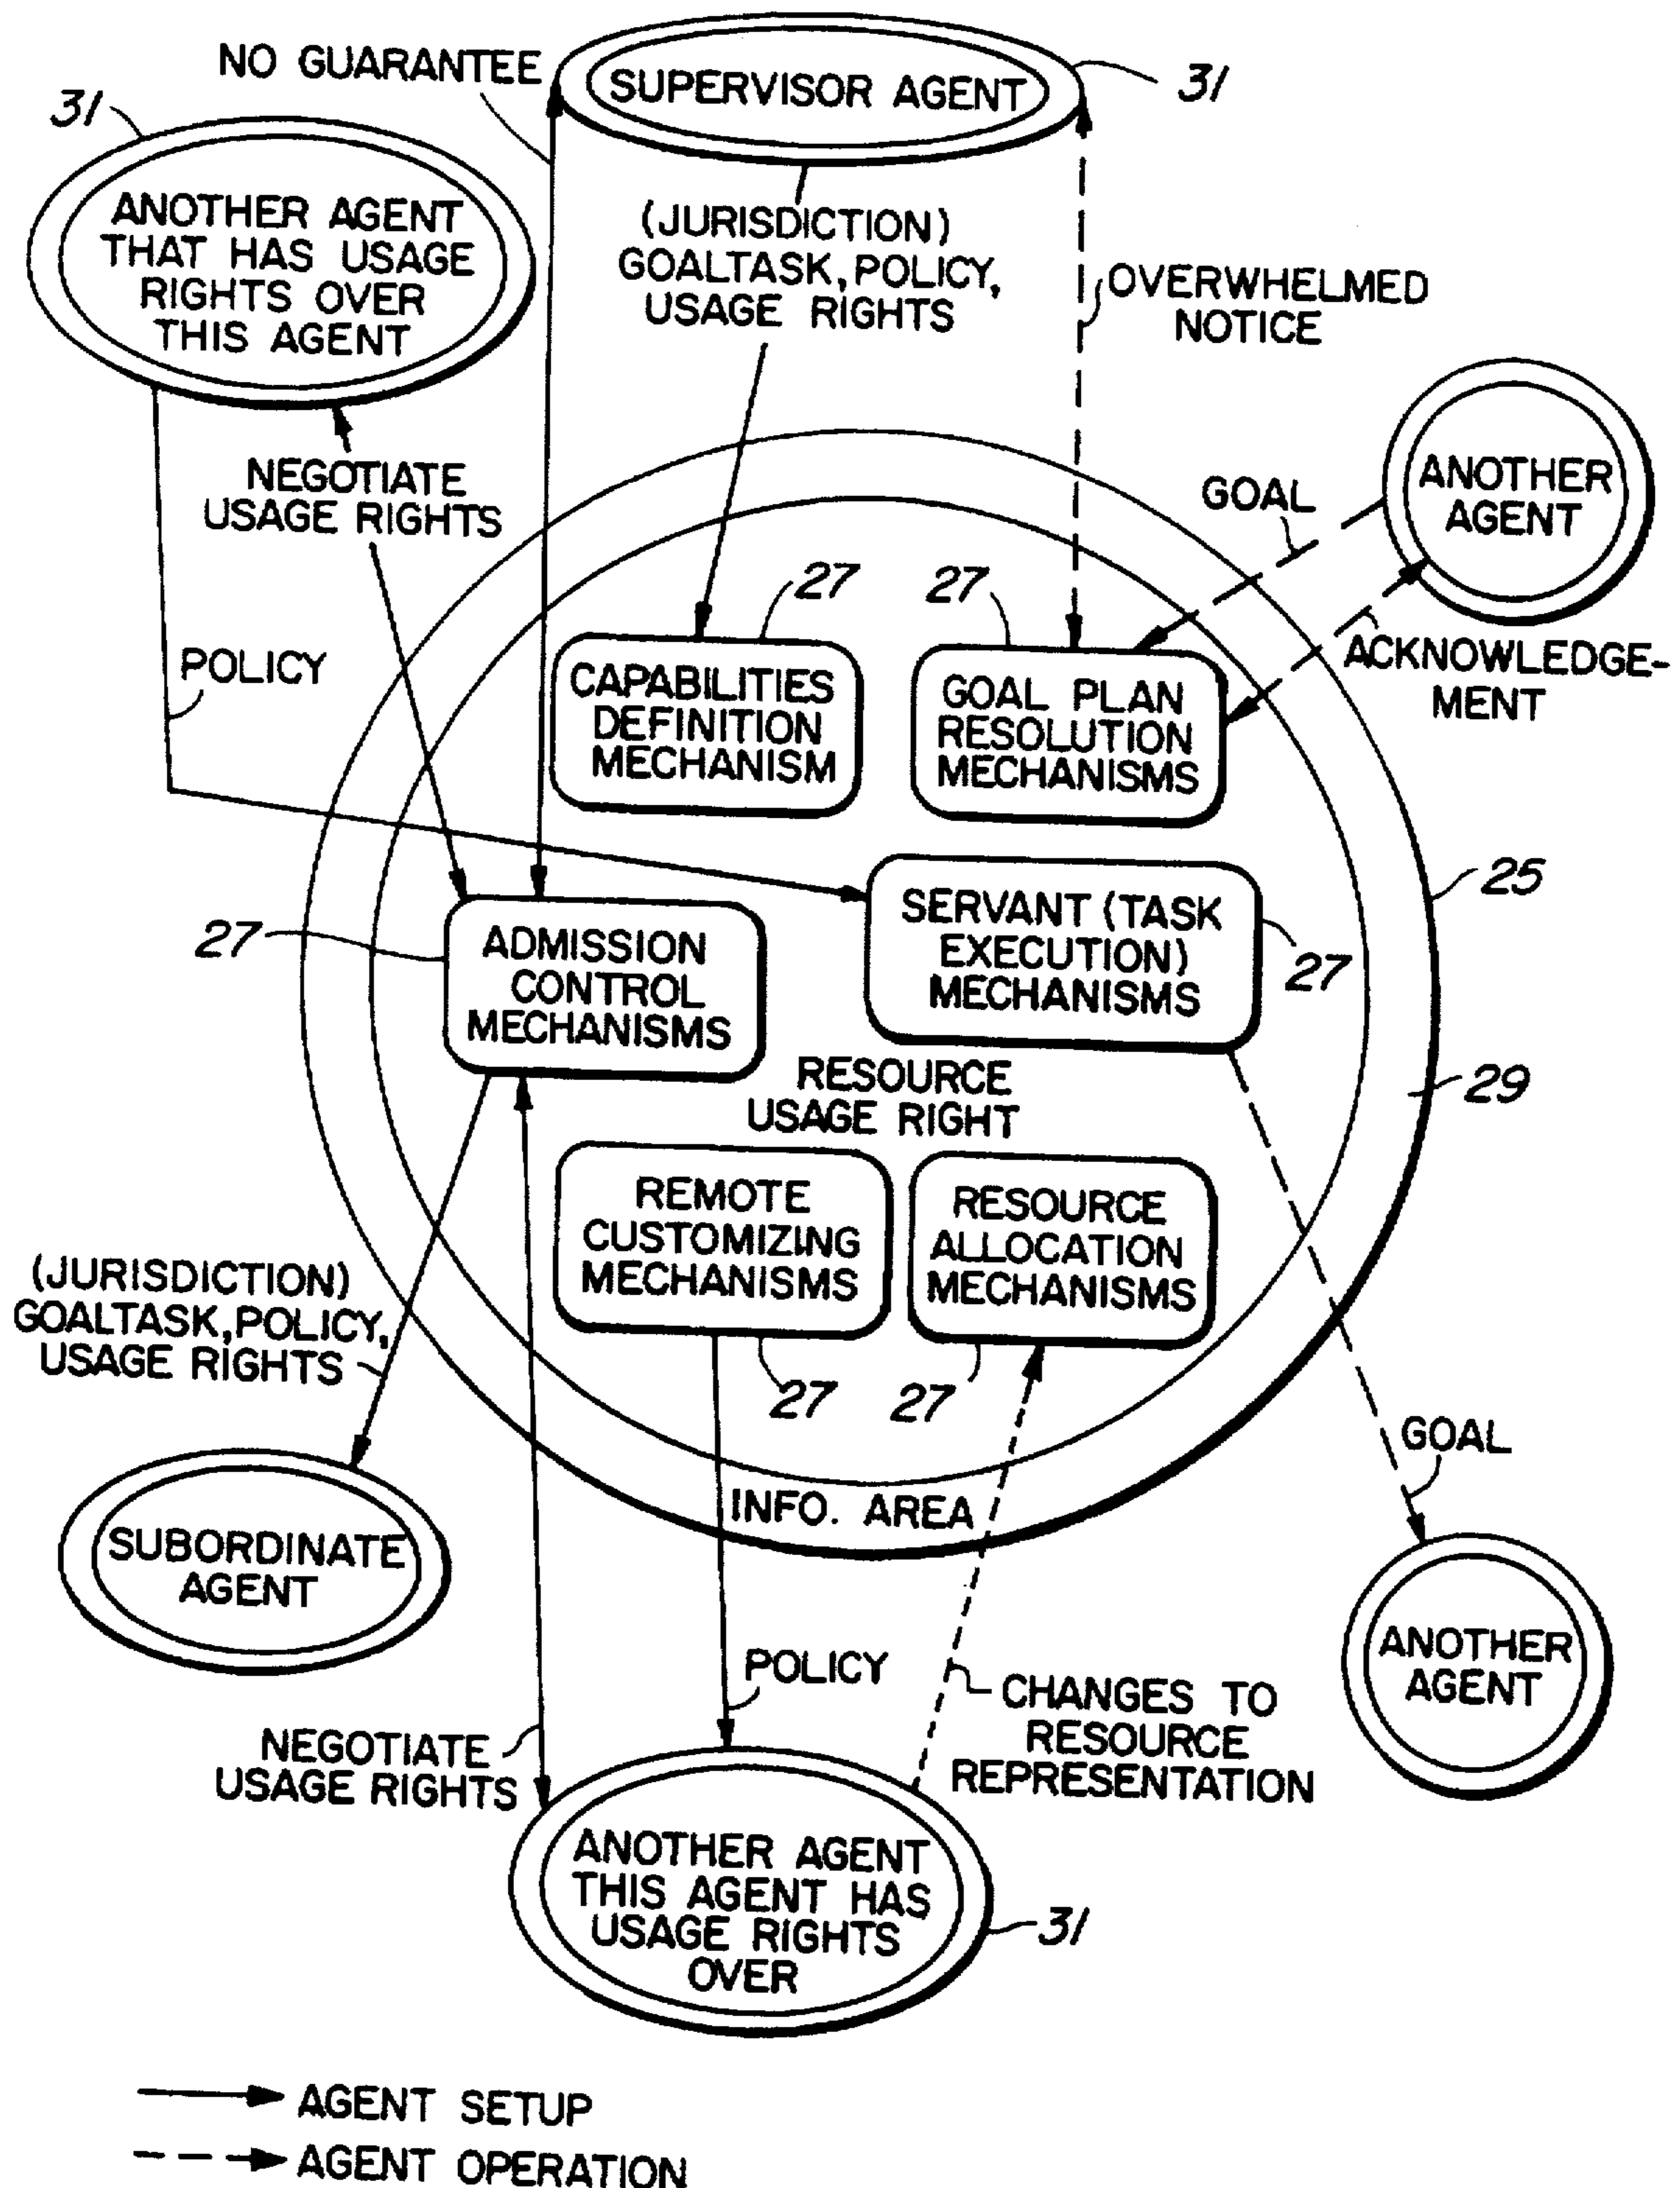 NO GUARANTEE
SUPERVISOR AGENT
31
31
ANOTHER AGENT
THAT HAS USAGE
RIGHTS OVER
THIS AGENT
(JURISDICTION)
GOALTASK, POLICY,
USAGE RIGHTS
OVERWHELMED
NOTICE
NEGOTIATE
USAGE RIGHTS
GOAL
ANOTHER
AGENT
27
27
POLICY
ACKNOWLEDGE-
MENT
CAPABILITIES
DEFINITION
MECHANISM
GOAL PLAN
RESOLUTION
MECHANISMS
25
27
ADMISSION
CONTROL
MECHANISMS
SERVANT (TASK
EXECUTION)
MECHANISMS
27
RESOURCE
USAGE RIGHT
29
REMOTE
CUSTOMIZING
MECHANISMS
RESOURCE
ALLOCATION
MECHANISMS
(JURISDICTION)
GOALTASK, POLICY,
USAGE RIGHTS
27
27
GOAL
INFO. AREA
SUBORDINATE
AGENT
ANOTHER
AGENT
POLICY
CHANGES TO
RESOURCE
REPRESENTATION
NEGOTIATE
USAGE RIGHTS
ANOTHER AGENT
THIS AGENT HAS
USAGE RIGHTS
OVER
31
AGENT SETUP
AGENT OPERATION